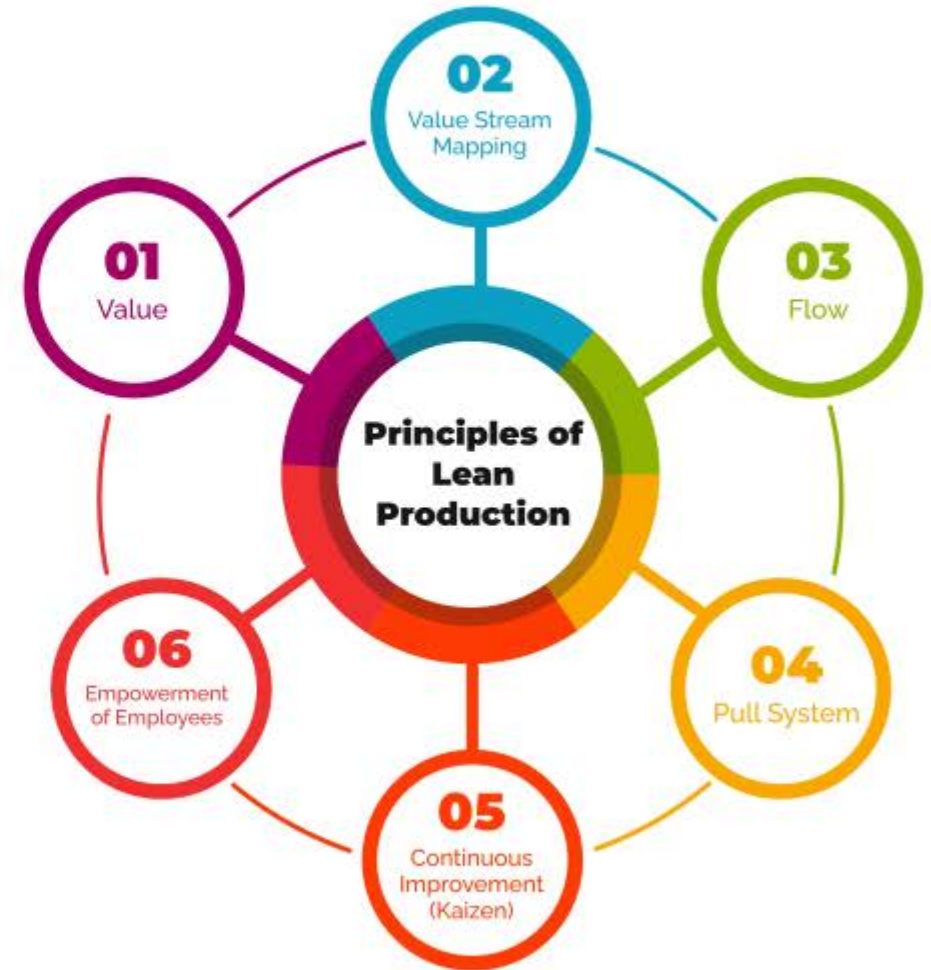 Principles of
Lean
Production
01
Value
02
Value Stream
Mapping
03
Flow
04
Pull System
05
Continuous
Improvement
(Kaizen)
06
Empowerment
of Employees